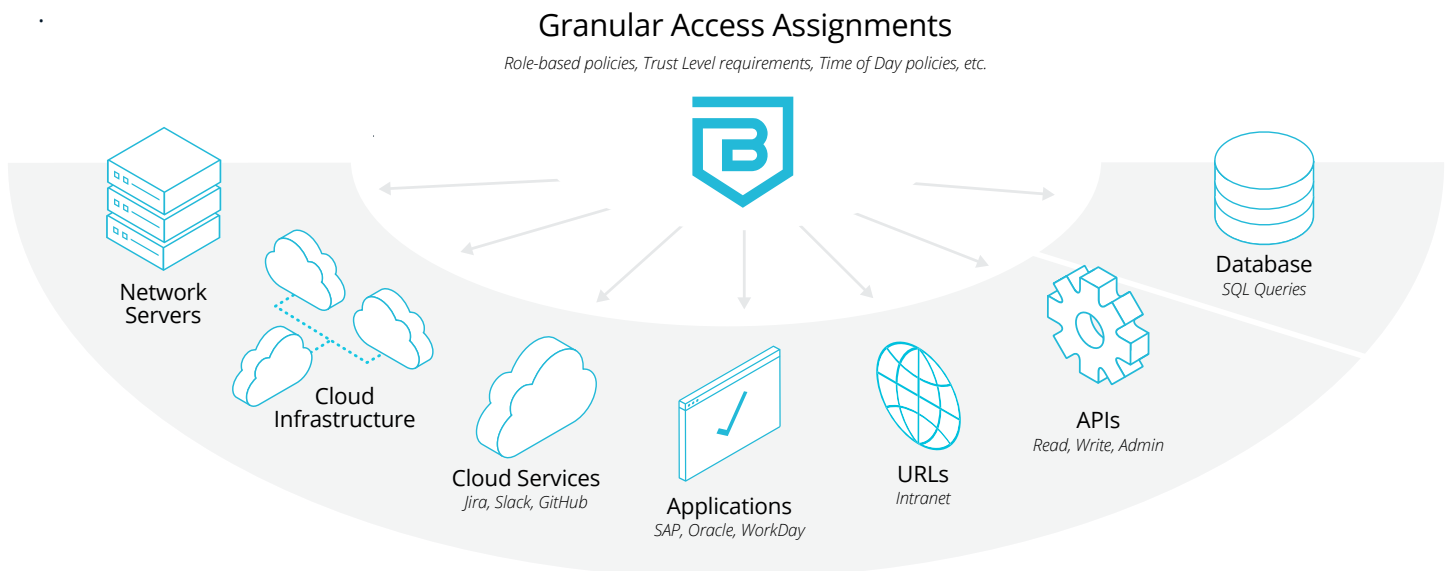 Granular Access Assignments
Role-based policies, Trust Level requirements, Time of Day policies, etc.
B
Network
Servers
Cloud
Infrastructure
Cloud Services
Jira, Slack, GitHub
Applications
SAP, Oracle, WorkDay
URLs
Intranet
APIs
Read, Write, Admin
Database
SQL Queries